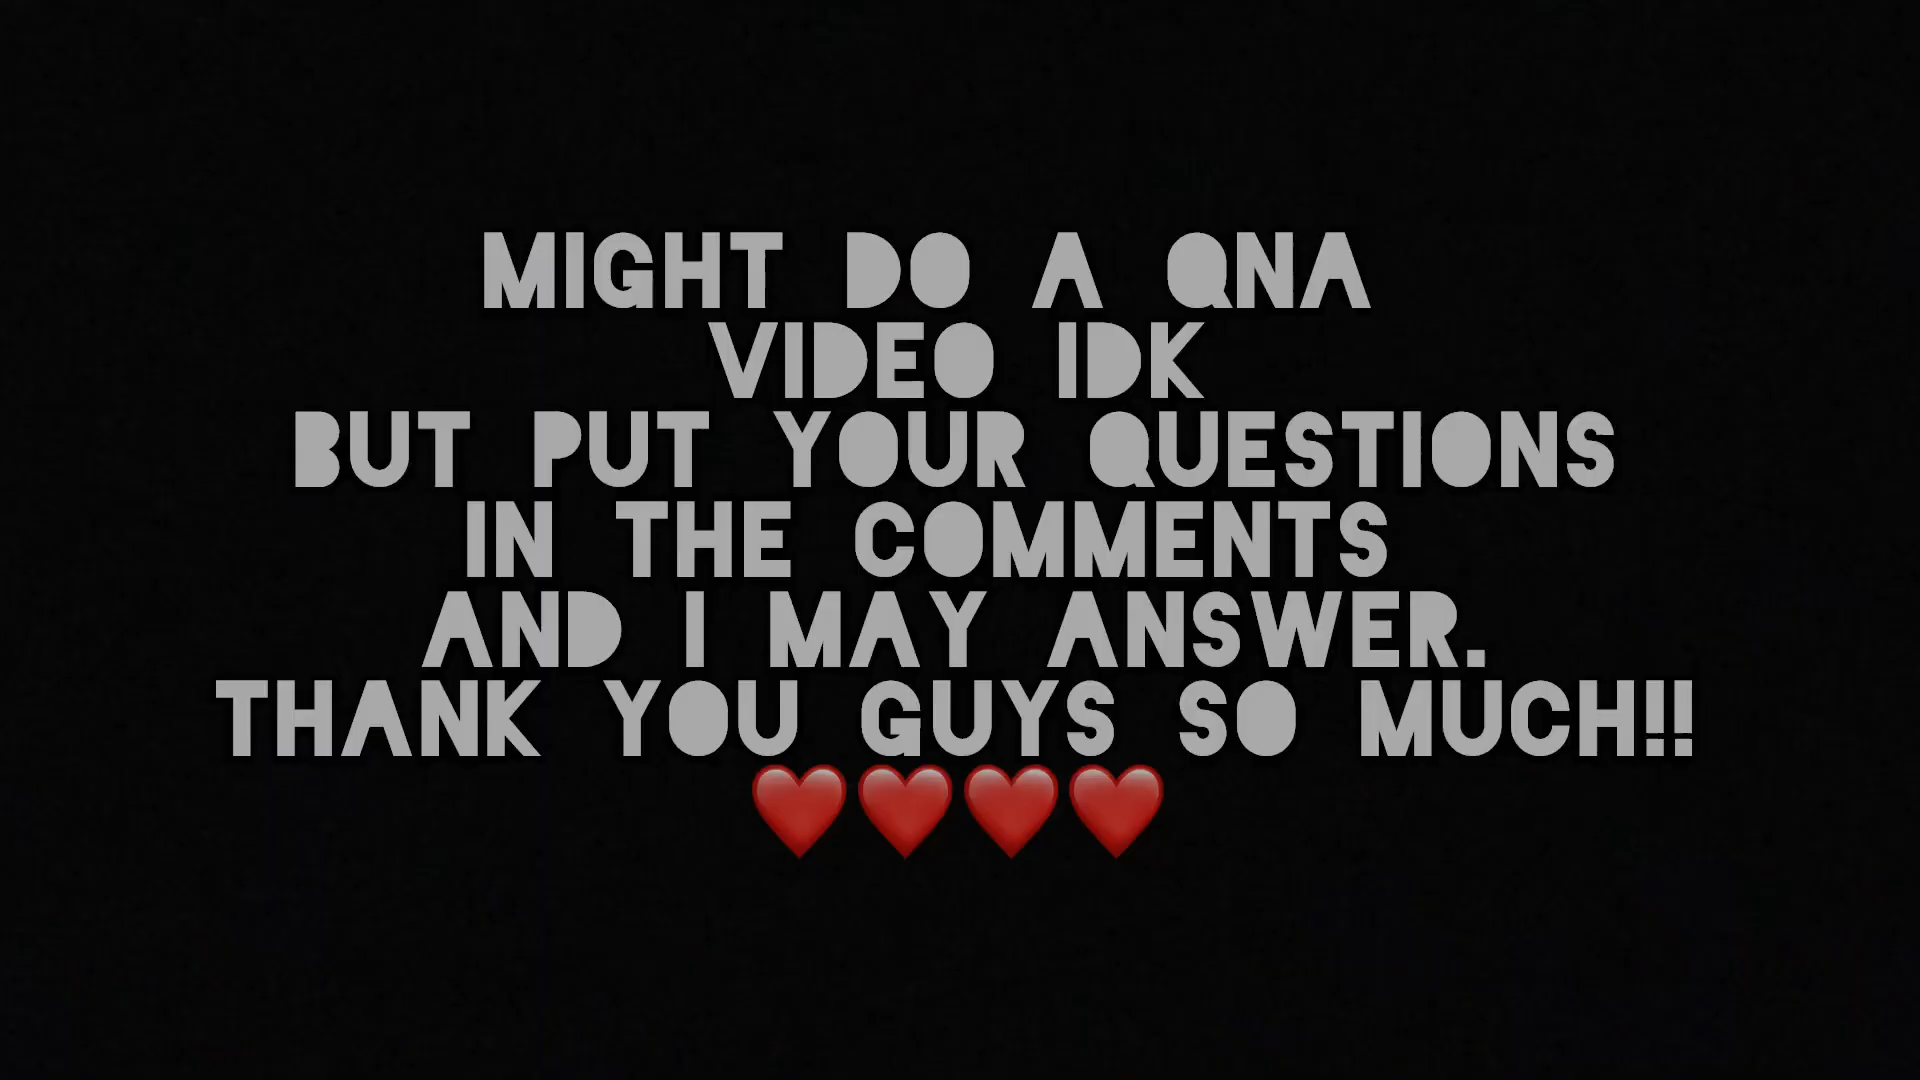 MIGHT DO A QNA
VIDEO IDK
BUT PUT YOUR QUESTIONS
IN THE COMMENTS
AND I MAY ANSWER.
THANK YOU GUYS SO MUCH!!
❤️❤️❤️❤️